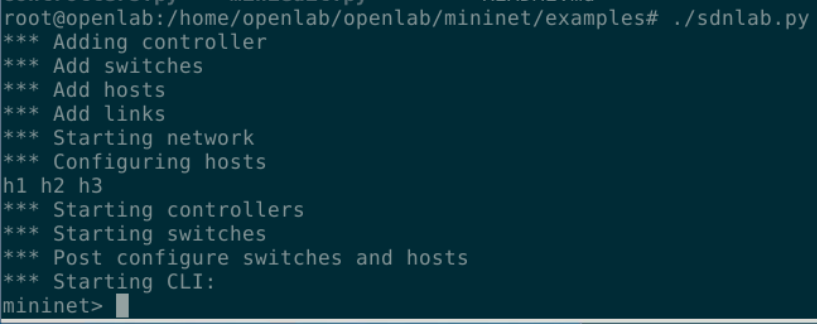 root@openlab:/home/openlab/openlab/mininet/examples# ./sdnlab.py
*** Adding controller
*** Add switches
*** Add hosts
*** Add links
*** Starting network
*** Configuring hosts
h1 h2 h3
*** Starting controllers
*** Starting switches
*** Post configure switches and hosts
*** Starting CLI:
mininet>